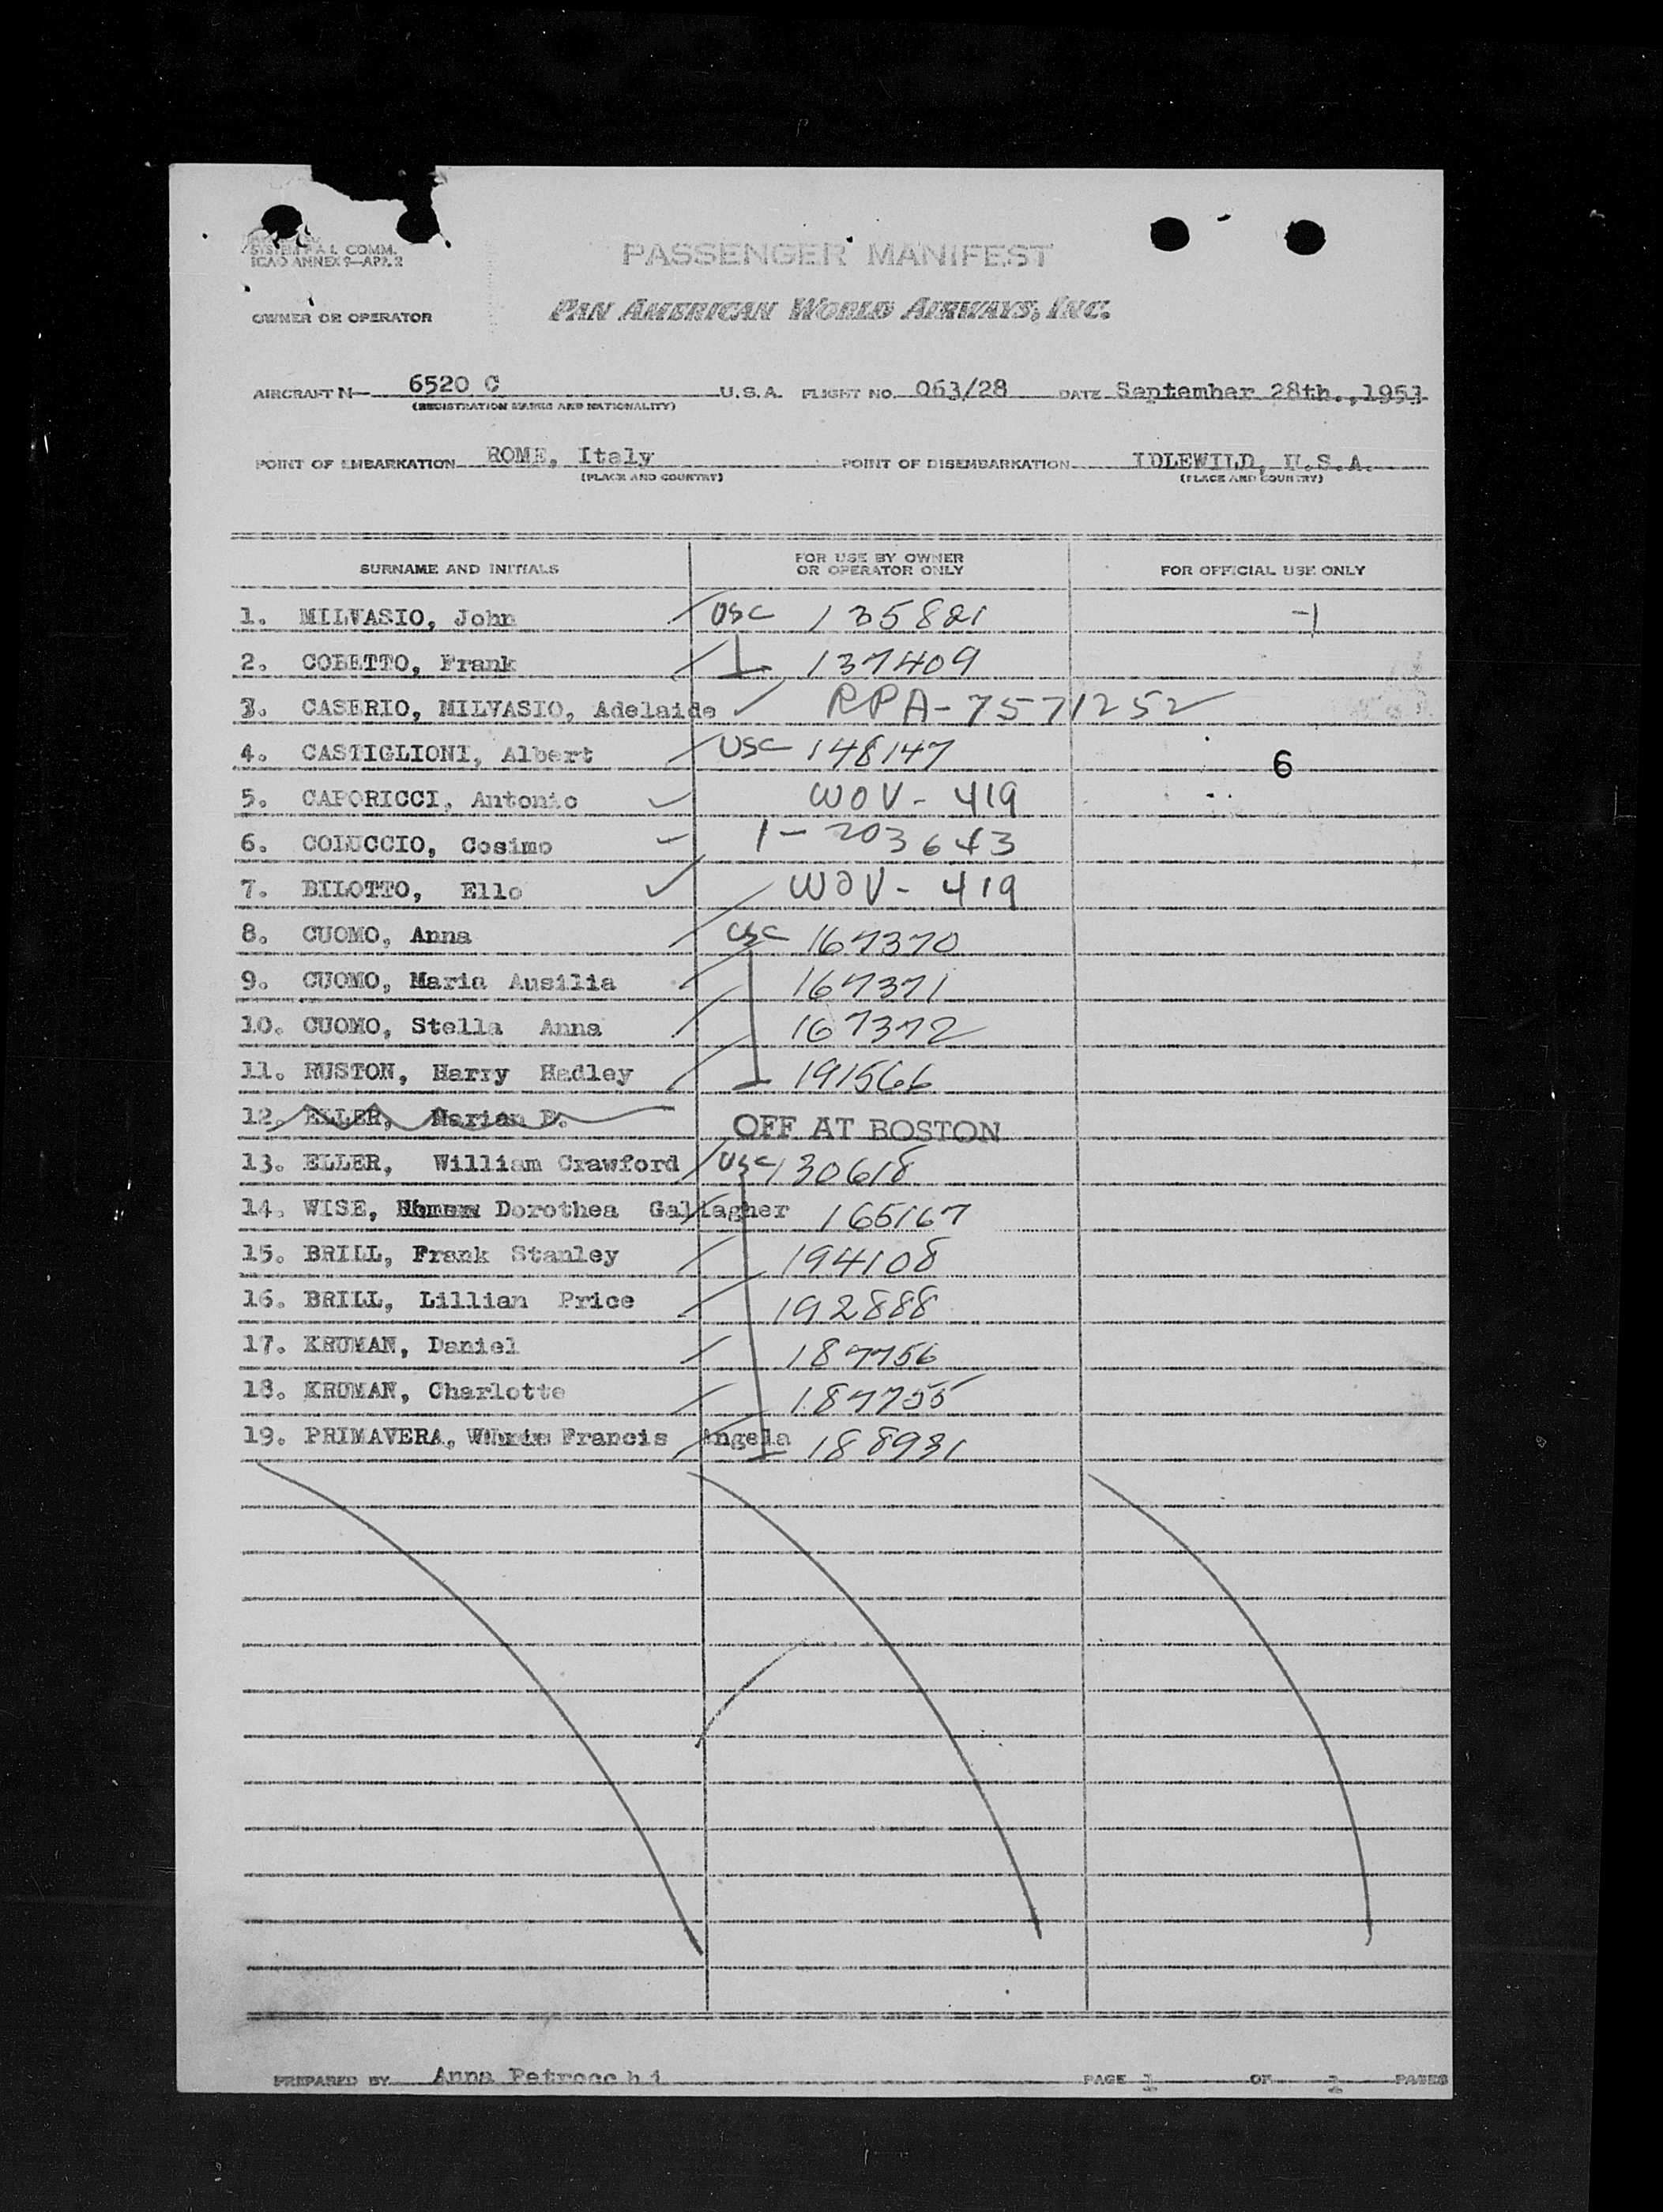 SYSTEM P.A.I. COMM.
ICAO ANNEX 9—APP. 2
PASSENGER MANIFEST
OWNER OR OPERATOR PAN AMERICAN WORLD AIRWAYS, INC.
AIRCRAFT N— 6520 C U.S.A. FLIGHT NO. 063/28 DATE September 28th.,1953
(REGISTRATION MARKS AND NATIONALITY)
POINT OF EMBARKATION ROME, Italy POINT OF DISEMBARKATION IDLEWILD, U.S.A.
(PLACE AND COUNTRY) (PLACE AND COUNTRY)
SURNAME AND INITIALS FOR USE BY OWNER OR OPERATOR ONLY FOR OFFICIAL USE ONLY
1. MILVASIO, John USC 135821 -1
2. COBETTO, Frank 137409
3. CASERIO, MILVASIO, Adelaide RPA-7571252
4. CASTIGLIONI, Albert USC 148147 6
5. CAPORICCI, Antonio WOV - 419
6. COLUCCIO, Cosimo 1-203643
7. BILOTTO, Ello WOV - 419
8. CUOMO, Anna USC 167370
9. CUOMO, Maria Ausilia 167371
10. CUOMO, Stella Anna 167372
11. RUSTON, Harry Hadley 191566
12. ELLER, Marian B. OFF AT BOSTON
13. ELLER, William Crawford USC 130618
14. WISE, Dorothea Gallagher 165167
15. BRILL, Frank Stanley 194108
16. BRILL, Lillian Price 192888
17. KRUMAN, Daniel 187756
18. KRUMAN, Charlotte 187755
19. PRIMAVERA, Francis Angela 188931
PREPARED BY Anna Petrocchi PAGE 1 OF 1 PAGES